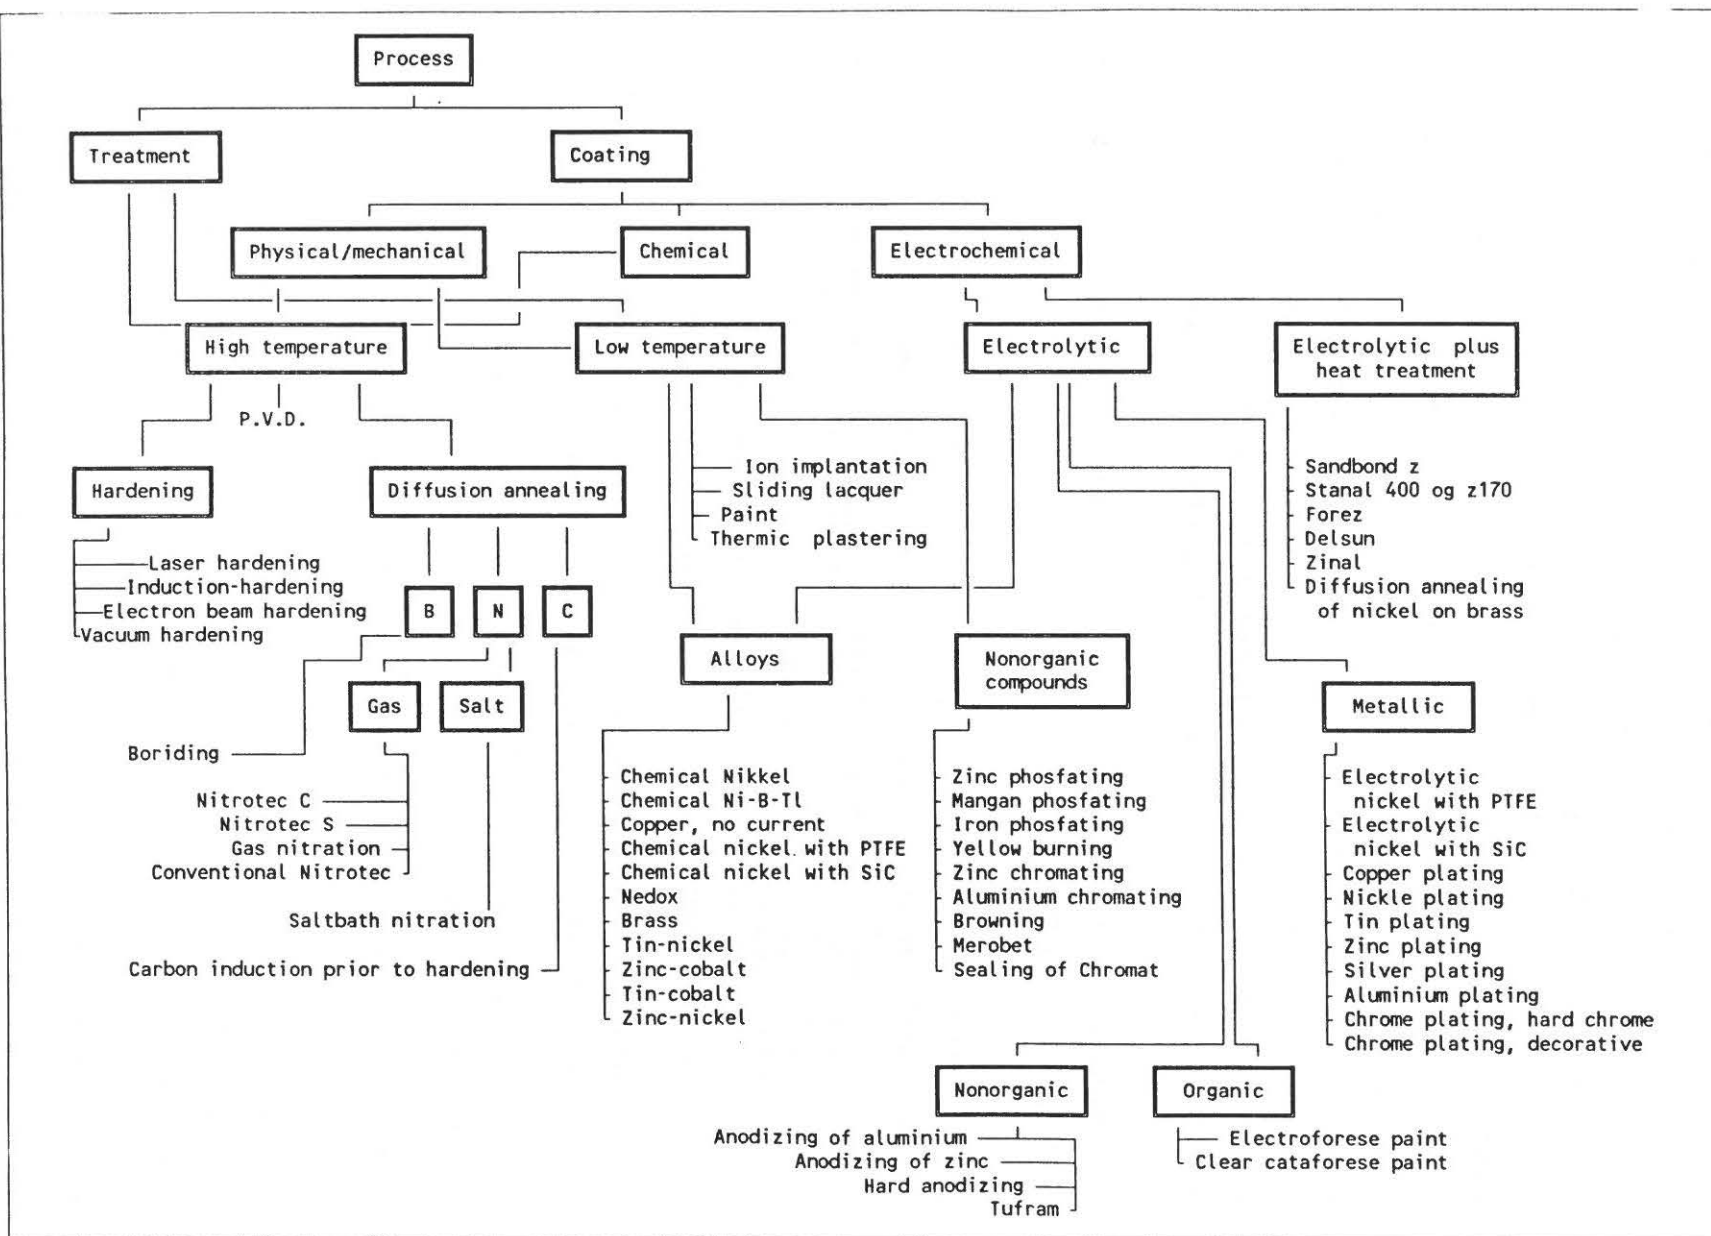 Process
Treatment
Coating
Physical/mechanical
Chemical
Electrochemical
High temperature
Low temperature
Electrolytic
Electrolytic plus
heat treatment
P.V.D.
Hardening
Diffusion annealing
Ion implantation
Sliding lacquer
Paint
Thermic plastering
Sandbond z
Stanal 400 og z170
Forez
Delsun
Zinal
Diffusion annealing
of nickel on brass
Laser hardening
Induction-hardening
Electron beam hardening
Vacuum hardening
B
N
C
Gas
Salt
Alloys
Nonorganic
compounds
Metallic
Boriding
Nitrotec C
Nitrotec S
Gas nitration
Conventional Nitrotec
Saltbath nitration
Carbon induction prior to hardening
Chemical Nikkel
Chemical Ni-B-Tl
Copper, no current
Chemical nickel with PTFE
Chemical nickel with SiC
Nedox
Brass
Tin-nickel
Zinc-cobalt
Tin-cobalt
Zinc-nickel
Zinc phosfating
Mangan phosfating
Iron phosfating
Yellow burning
Zinc chromating
Aluminium chromating
Browning
Merobet
Sealing of Chromat
Electrolytic
nickel with PTFE
Electrolytic
nickel with SiC
Copper plating
Nickle plating
Tin plating
Zinc plating
Silver plating
Aluminium plating
Chrome plating, hard chrome
Chrome plating, decorative
Nonorganic
Organic
Anodizing of aluminium
Anodizing of zinc
Hard anodizing
Tufram
Electroforese paint
Clear cataforese paint